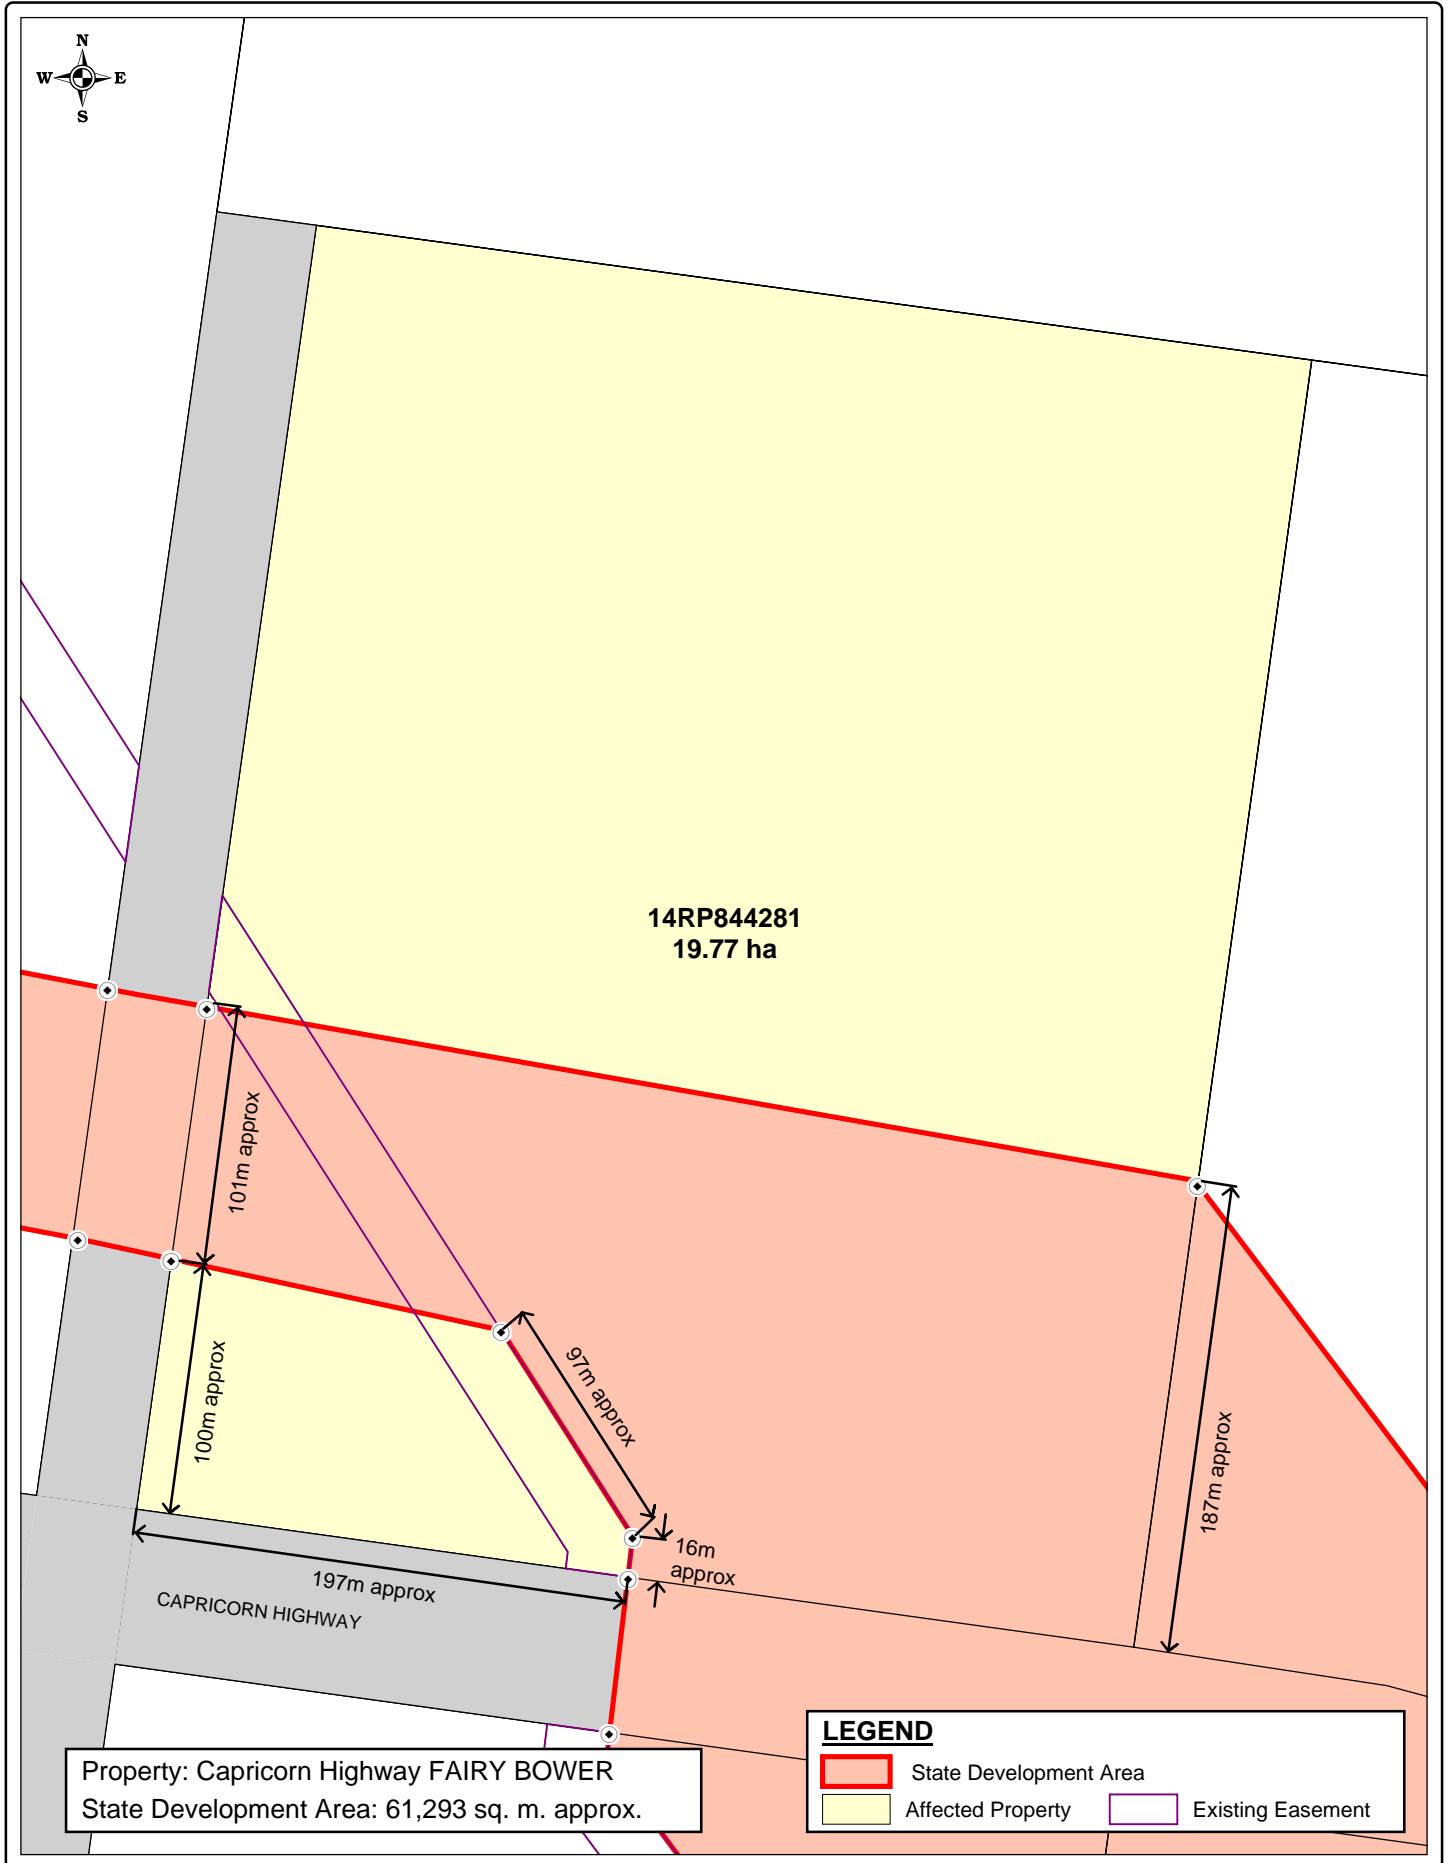 N
W E
S
14RP844281
19.77 ha
101m approx
100m approx
97m approx
187m approx
16m
approx
197m approx
CAPRICORN HIGHWAY
Property: Capricorn Highway FAIRY BOWER
State Development Area: 61,293 sq. m. approx.
LEGEND
State Development Area
Affected Property Existing Easement